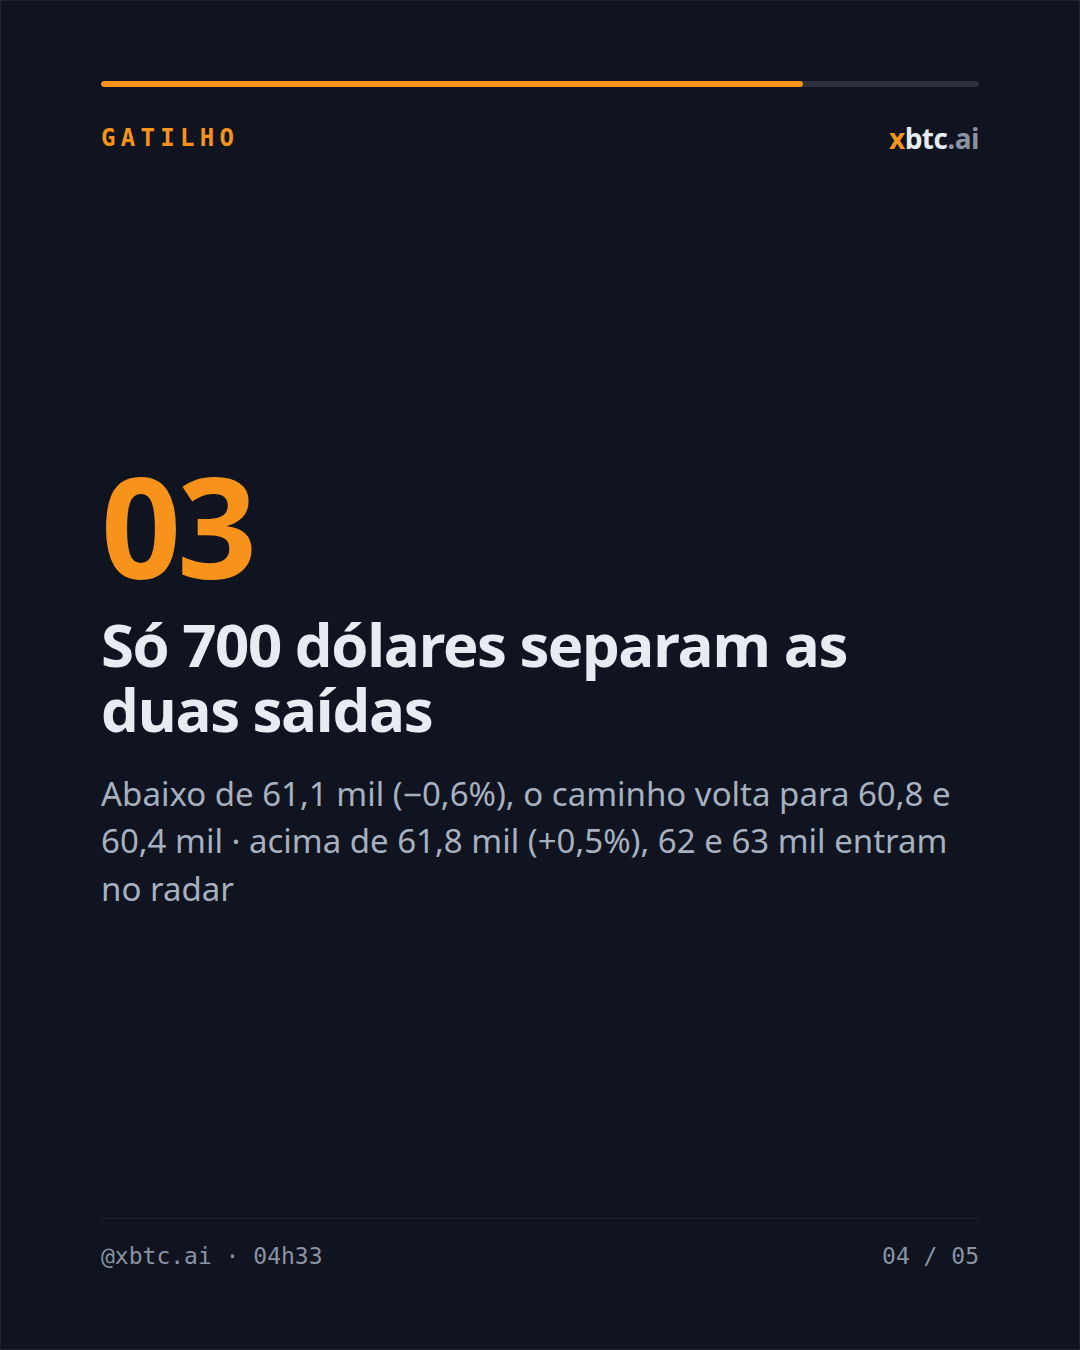 GATILHO
xbtc.ai
03
Só 700 dólares separam as
duas saídas
Abaixo de 61,1 mil (−0,6%), o caminho volta para 60,8 e
60,4 mil · acima de 61,8 mil (+0,5%), 62 e 63 mil entram
no radar
@xbtc.ai · 04h33
04 / 05